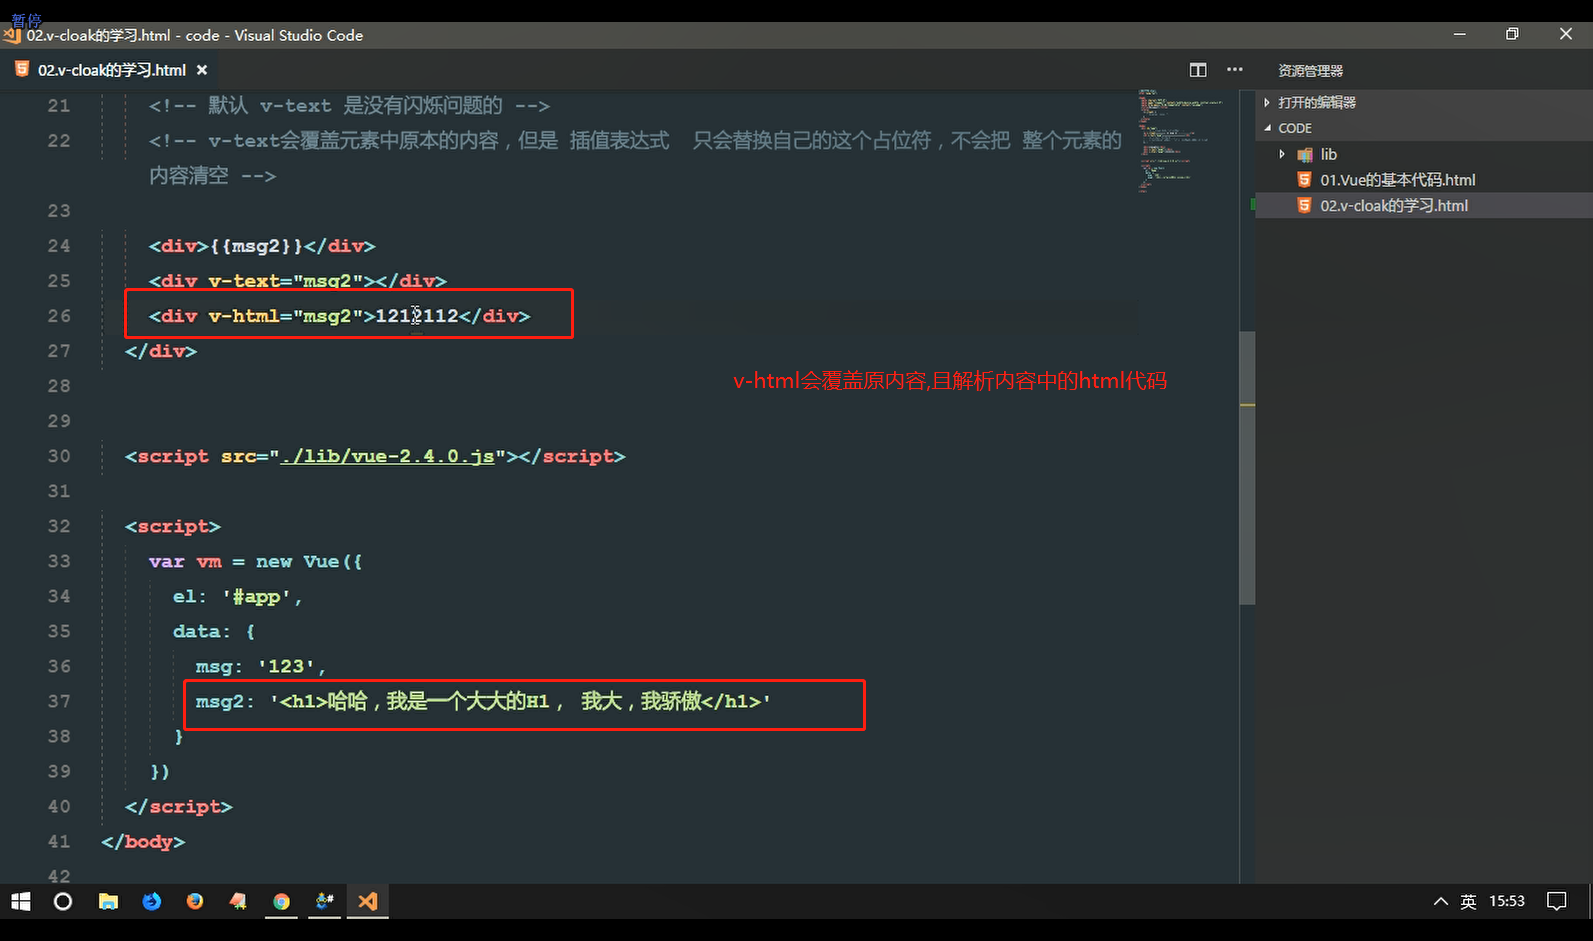 暂停
02.v-cloak的学习.html - code - Visual Studio Code
02.v-cloak的学习.html
资源管理器
打开的编辑器
CODE
lib
01.Vue的基本代码.html
02.v-cloak的学习.html
21 <!-- 默认 v-text 是没有闪烁问题的 -->
22 <!-- v-text会覆盖元素中原本的内容，但是 插值表达式  只会替换自己的这个占位符，不会把 整个元素的
内容清空 -->
23
24 <div>{{msg2}}</div>
25 <div v-text="msg2"></div>
26 <div v-html="msg2">1212112</div>
27 </div>
v-html会覆盖原内容,且解析内容中的html代码
28
29
30 <script src="./lib/vue-2.4.0.js"></script>
31
32 <script>
33 var vm = new Vue({
34 el: '#app',
35 data: {
36 msg: '123',
37 msg2: '<h1>哈哈，我是一个大大的H1， 我大，我骄傲</h1>'
38 }
39 })
40 </script>
41 </body>
42
英 15:53